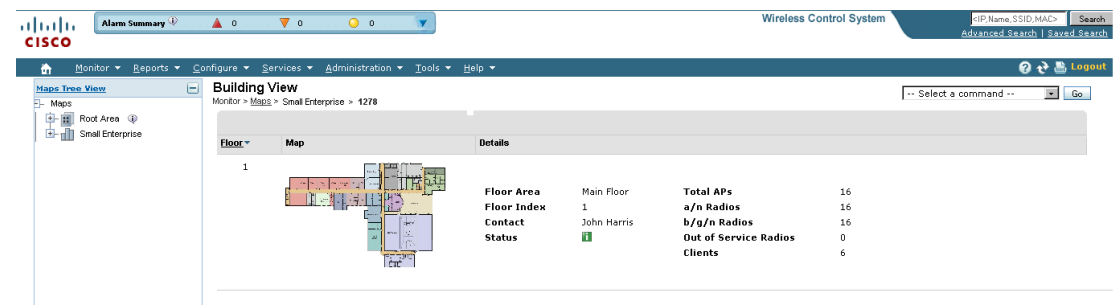 Alarm Summary 0 0 0
Wireless Control System
<IP,Name,SSID,MAC> Search
CISCO
Advanced Search | Saved Search
Monitor Reports Configure Services Administration Tools Help
Logout
Maps Tree View
Maps
Root Area
Small Enterprise
Building View
Monitor > Maps > Small Enterprise > 1278
-- Select a command -- Go
Floor Map Details
1
Floor Area Main Floor Total APs 16
Floor Index 1 a/n Radios 16
Contact John Harris b/g/n Radios 16
Status Out of Service Radios 0
Clients 6